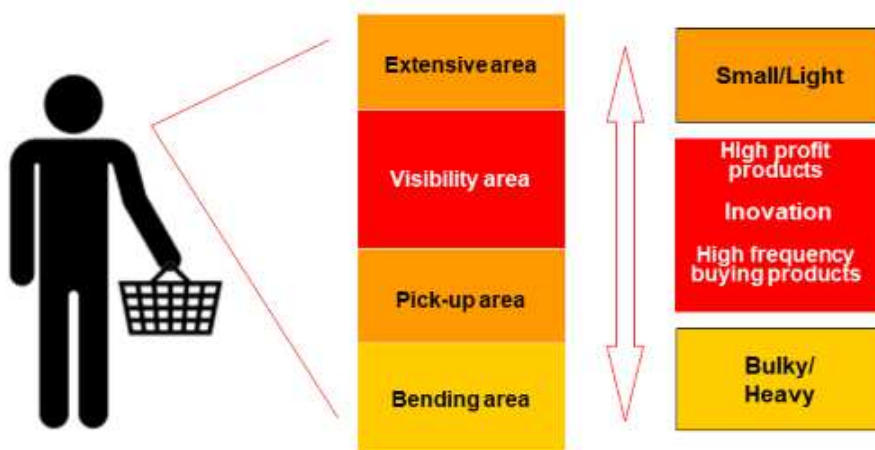 Extensive area
Visibility area
Pick-up area
Bending area
Small/Light
High profit
products
Inovation
High frequency
buying products
Bulky/
Heavy